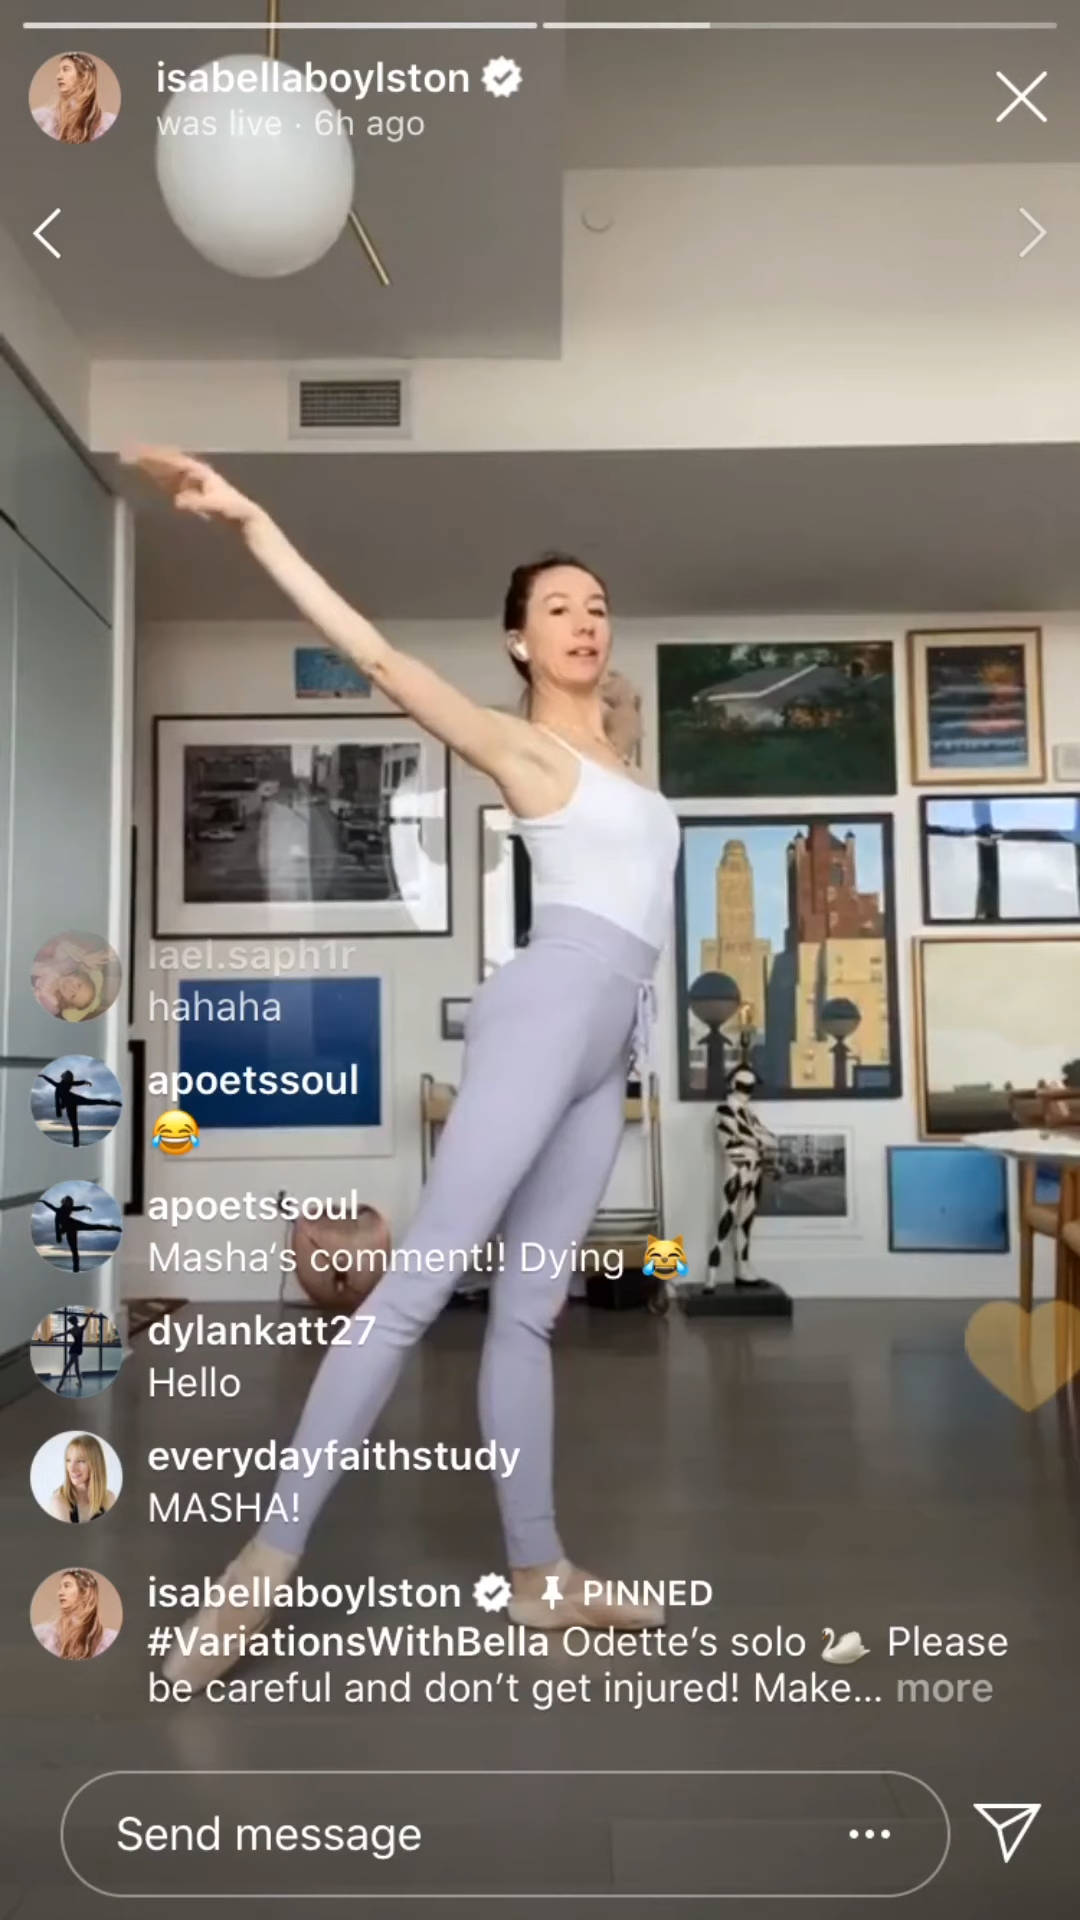 isabellaboylston
was live · 6h ago
lael.saph1r
hahaha
apoetssoul
😂
apoetssoul
Masha‘s comment!! Dying 😹
dylankatt27
Hello
everydayfaithstudy
MASHA!
isabellaboylston PINNED
#VariationsWithBella Odette’s solo 🦢 Please
be careful and don’t get injured! Make... more
Send message